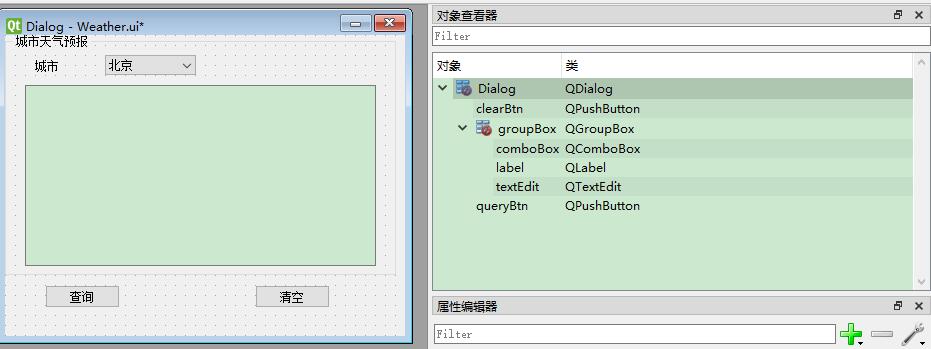 Dialog - Weather.ui*
城市天气预报
城市
北京
查询
清空
对象查看器
Filter
对象 类
Dialog QDialog
clearBtn QPushButton
groupBox QGroupBox
comboBox QComboBox
label QLabel
textEdit QTextEdit
queryBtn QPushButton
属性编辑器
Filter